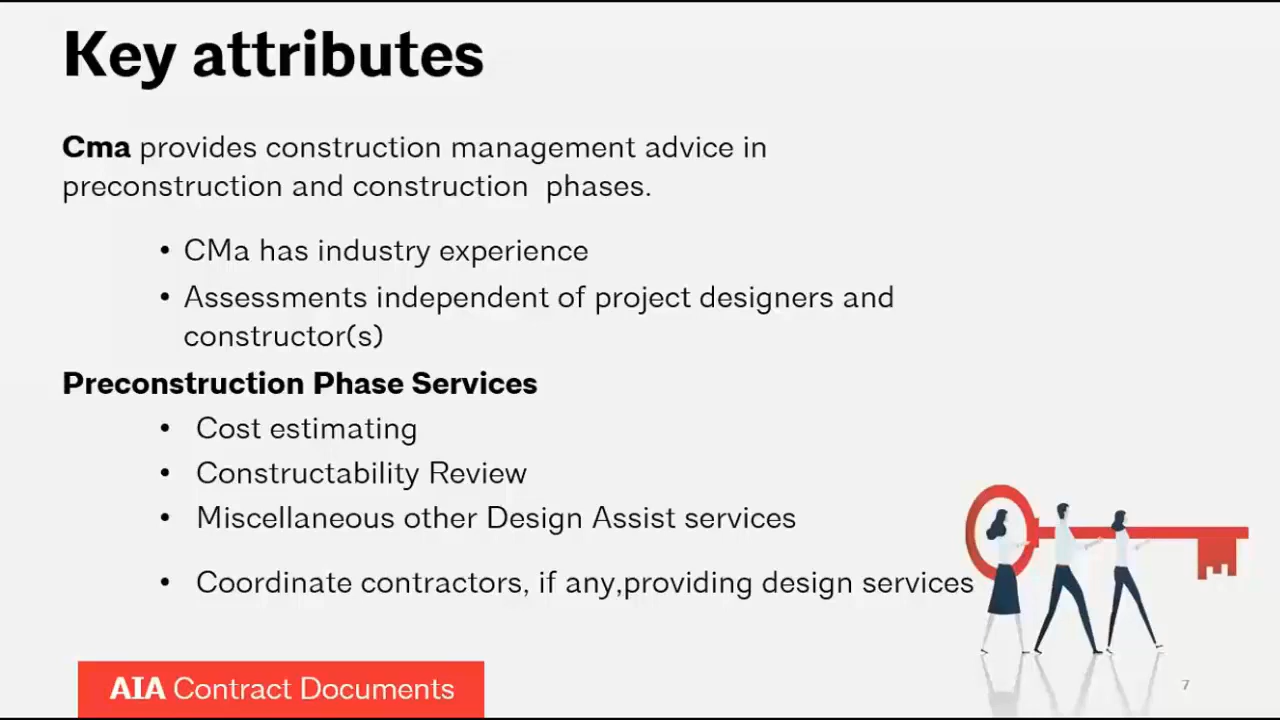 Key attributes
Cma provides construction management advice in
preconstruction and construction  phases.
• CMa has industry experience
• Assessments independent of project designers and
constructor(s)
Preconstruction Phase Services
• Cost estimating
• Constructability Review
• Miscellaneous other Design Assist services
• Coordinate contractors, if any,providing design services
AIA Contract Documents
7